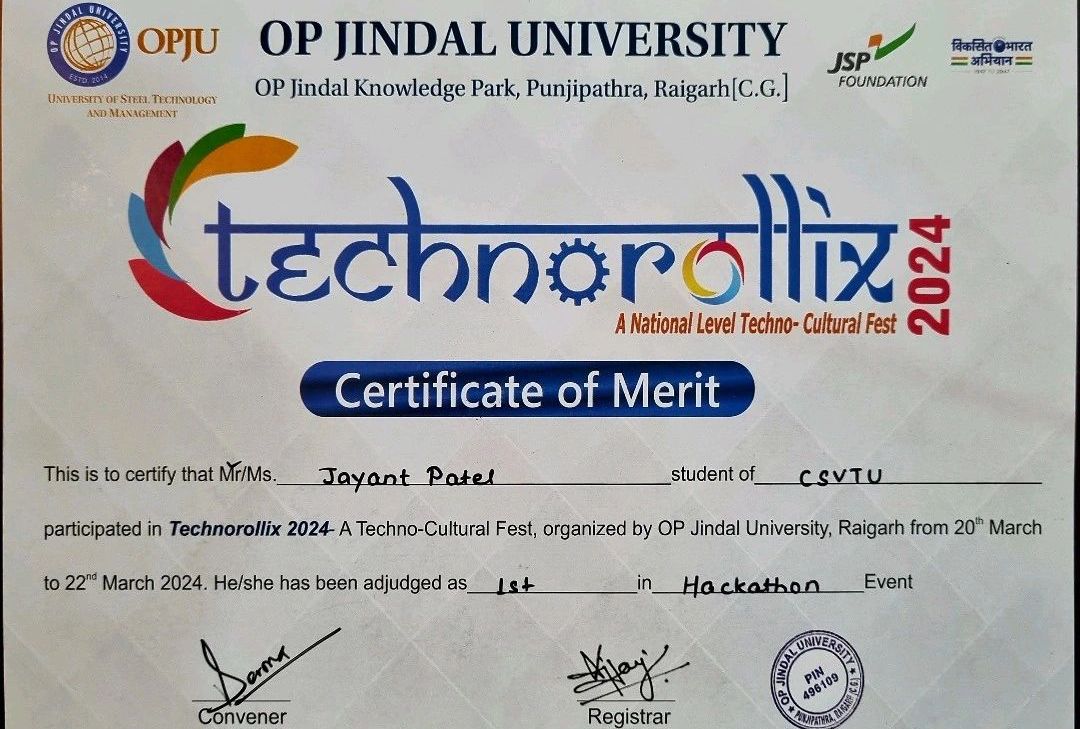 OP JINDAL UNIVERSITY
ESTD. 2014
OPJU
UNIVERSITY OF STEEL TECHNOLOGY
AND MANAGEMENT
OP JINDAL UNIVERSITY
OP Jindal Knowledge Park, Punjipathra, Raigarh[C.G.]
JSP
FOUNDATION
विकसित भारत
अभियान
technorollix
2024
A National Level Techno- Cultural Fest
Certificate of Merit
This is to certify that Mr/Ms. Jayant Patel student of CSVTU
participated in Technorollix 2024- A Techno-Cultural Fest, organized by OP Jindal University, Raigarh from 20th March
to 22nd March 2024. He/she has been adjudged as 1st in Hackathon Event
Convener
Registrar
OP JINDAL UNIVERSITY
PIN
496109
PUNJIPATHRA, RAIGARH (C.G.)